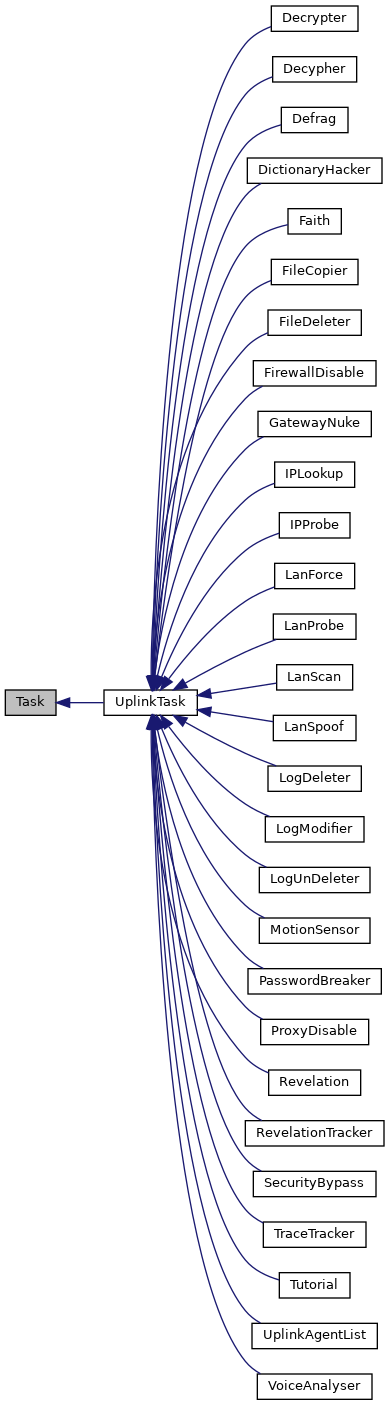 Decrypter
Decypher
Defrag
DictionaryHacker
Faith
FileCopier
FileDeleter
FirewallDisable
GatewayNuke
IPLookup
IPProbe
LanForce
LanProbe
LanScan
Task
UplinkTask
LanSpoof
LogDeleter
LogModifier
LogUnDeleter
MotionSensor
PasswordBreaker
ProxyDisable
Revelation
RevelationTracker
SecurityBypass
TraceTracker
Tutorial
UplinkAgentList
VoiceAnalyser